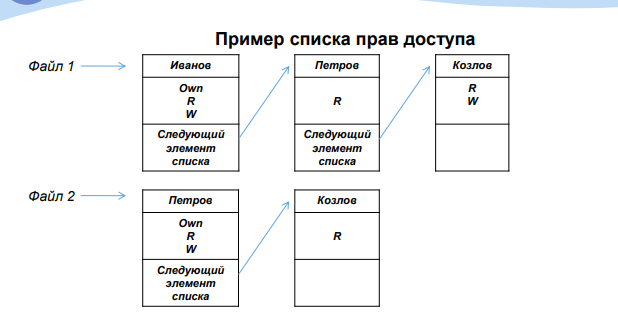 Пример списка прав доступа
Файл 1
Иванов
Own
R
W
Следующий
элемент
списка
Петров
R
Следующий
элемент
списка
Козлов
R
W
Файл 2
Петров
Own
R
W
Следующий
элемент
списка
Козлов
R